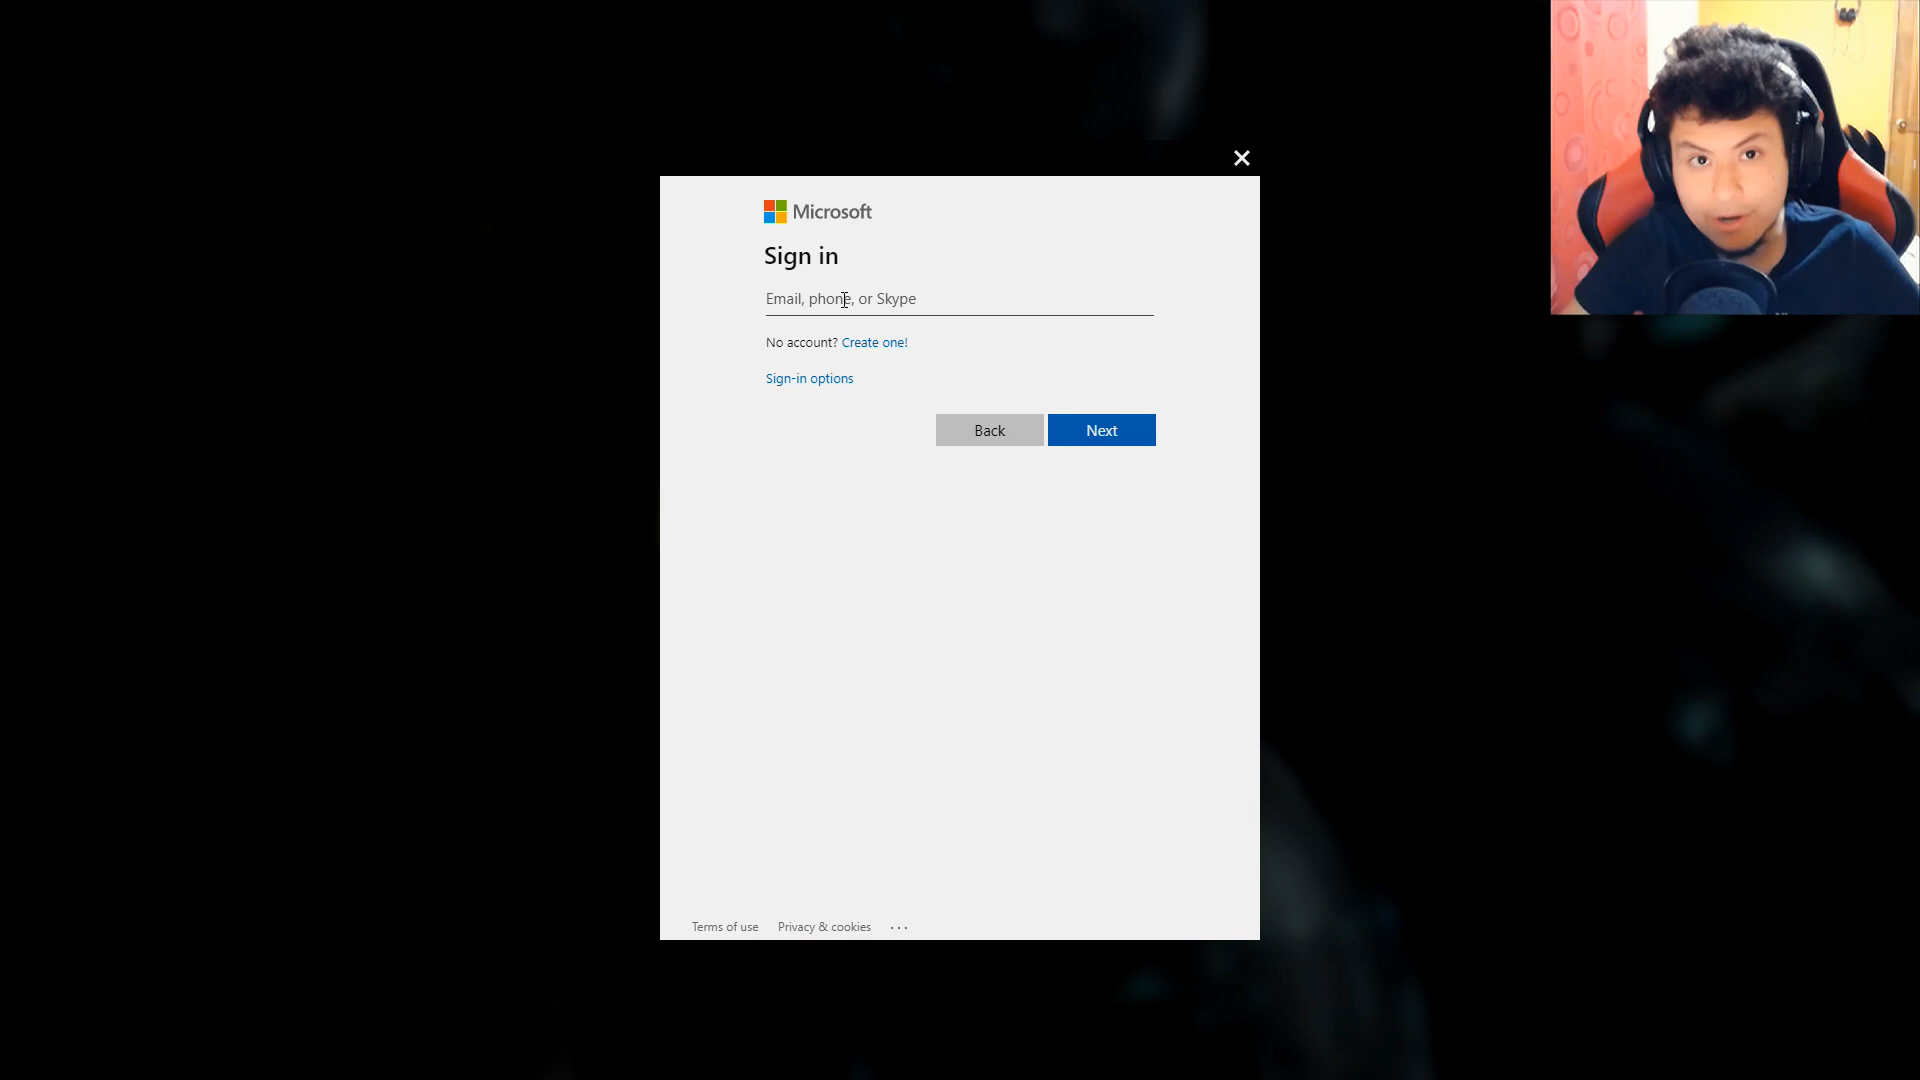 Microsoft
Sign in
Email, phone, or Skype
No account? Create one!
Sign-in options
Back
Next
Terms of use
Privacy & cookies